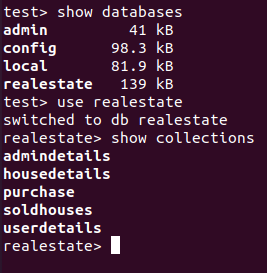 test> show databases
admin 41 kB
config 98.3 kB
local 81.9 kB
realestate 139 kB
test> use realestate
switched to db realestate
realestate> show collections
admindetails
housedetails
purchase
soldhouses
userdetails
realestate>